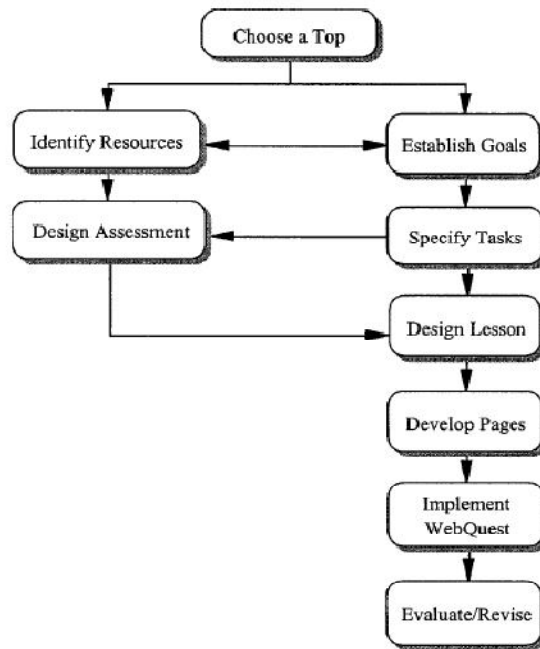 Choose a Top
Identify Resources
Establish Goals
Design Assessment
Specify Tasks
Design Lesson
Develop Pages
Implement
WebQuest
Evaluate/Revise